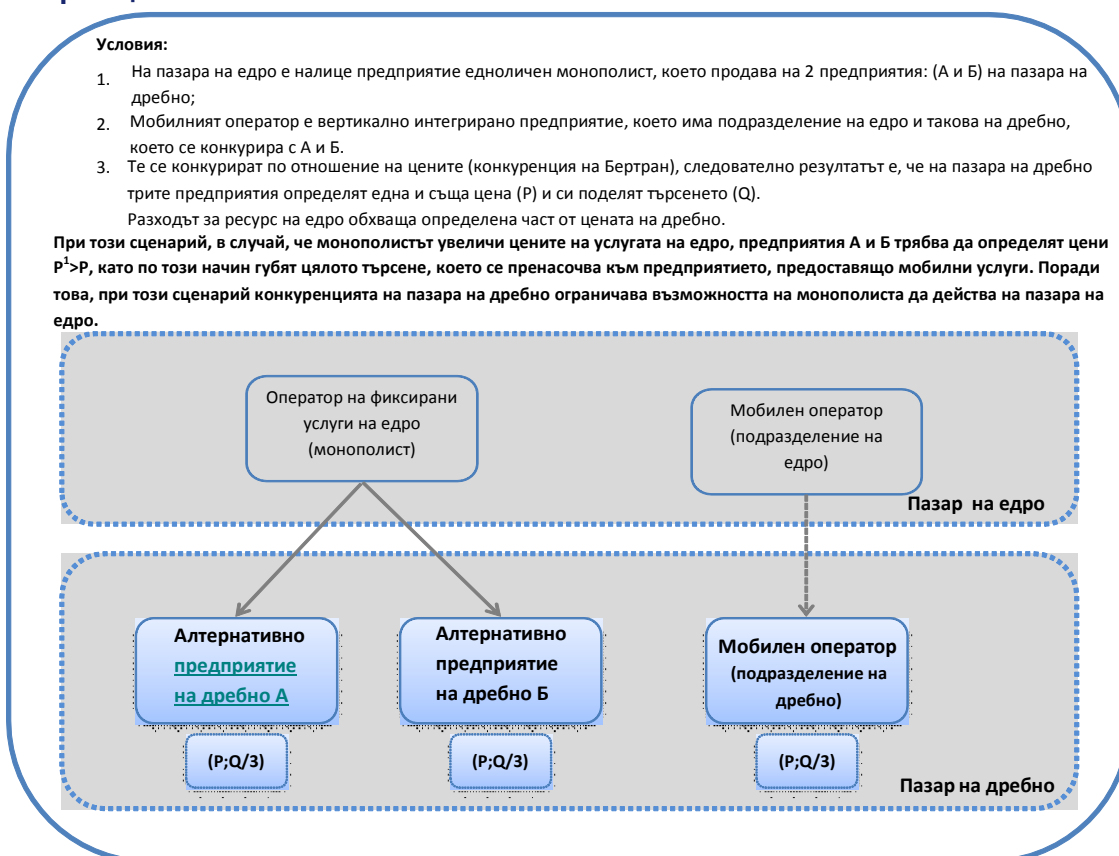 Условия:
1. На пазара на едро е налице предприятие едноличен монополист, което продава на 2 предприятия: (А и Б) на пазара на
дребно;
2. Мобилният оператор е вертикално интегрирано предприятие, което има подразделение на едро и такова на дребно,
което се конкурира с А и Б.
3. Те се конкурират по отношение на цените (конкуренция на Бертран), следователно резултатът е, че на пазара на дребно
трите предприятия определят една и съща цена (P) и си поделят търсенето (Q).
Разходът за ресурс на едро обхваща определена част от цената на дребно.
При този сценарий, в случай, че монополистът увеличи цените на услугата на едро, предприятия А и Б трябва да определят цени
P¹>P, като по този начин губят цялото търсене, което се пренасочва към предприятието, предоставящо мобилни услуги. Поради
това, при този сценарий конкуренцията на пазара на дребно ограничава възможността на монополиста да действа на пазара на
едро.
Оператор на фиксирани
услуги на едро
(монополист)
Мобилен оператор
(подразделение на
едро)
Пазар на едро
Алтернативно
предприятие
на дребно А
Алтернативно
предприятие
на дребно Б
Мобилен оператор
(подразделение на
дребно)
(P;Q/3)
(P;Q/3)
(P;Q/3)
Пазар на дребно